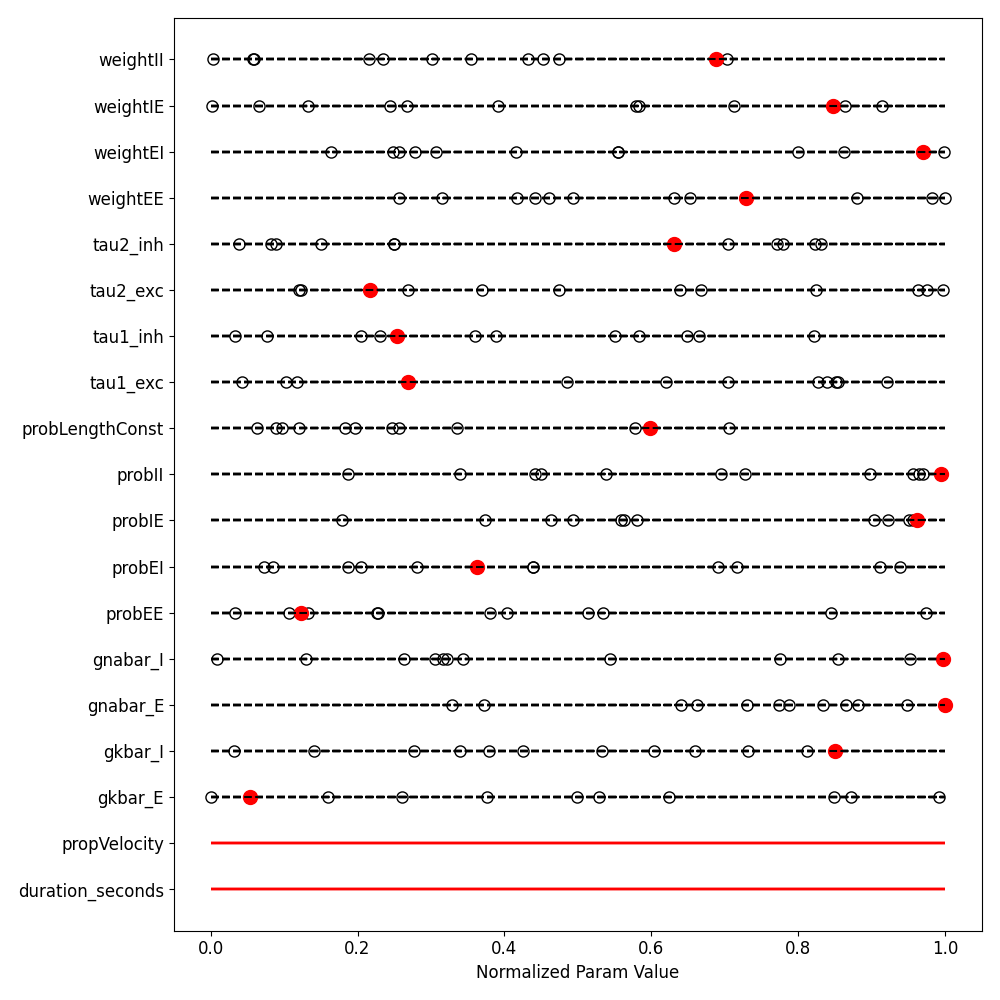 weightII
weightIE
weightEI
weightEE
tau2_inh
tau2_exc
tau1_inh
tau1_exc
probLengthConst
probII
probIE
probEI
probEE
gnabar_I
gnabar_E
gkbar_I
gkbar_E
propVelocity
duration_seconds
0.0 0.2 0.4 0.6 0.8 1.0
Normalized Param Value